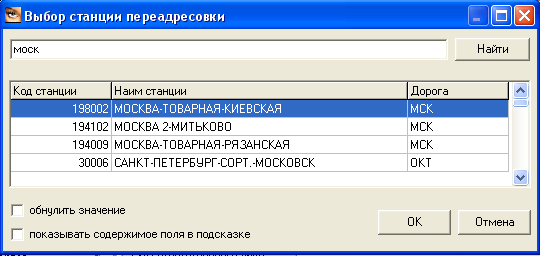 Выбор станции переадресовки
моск
Найти
Код станции Наим станции Дорога
198002 МОСКВА-ТОВАРНАЯ-КИЕВСКАЯ МСК
194102 МОСКВА 2-МИТЬКОВО МСК
194009 МОСКВА-ТОВАРНАЯ-РЯЗАНСКАЯ МСК
30006 САНКТ-ПЕТЕРБУРГ-СОРТ.-МОСКОВСК ОКТ
обнулить значение
показывать содержимое поля в подсказке
OK
Отмена